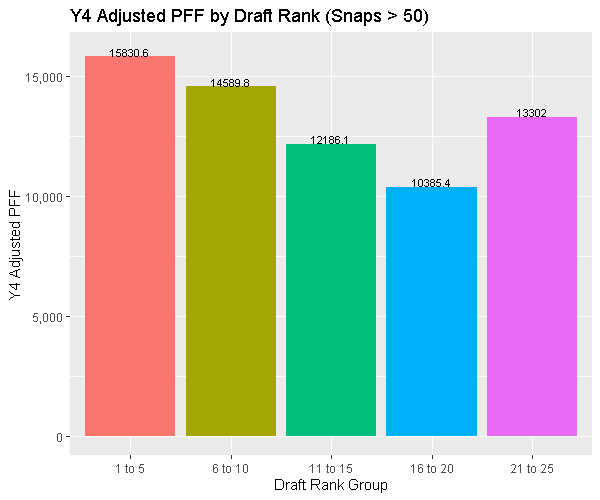 Y4 Adjusted PFF by Draft Rank (Snaps > 50)
15830.6
14589.8
12186.1
10385.4
13302
15,000
10,000
5,000
0
Y4 Adjusted PFF
1 to 5
6 to 10
11 to 15
16 to 20
21 to 25
Draft Rank Group